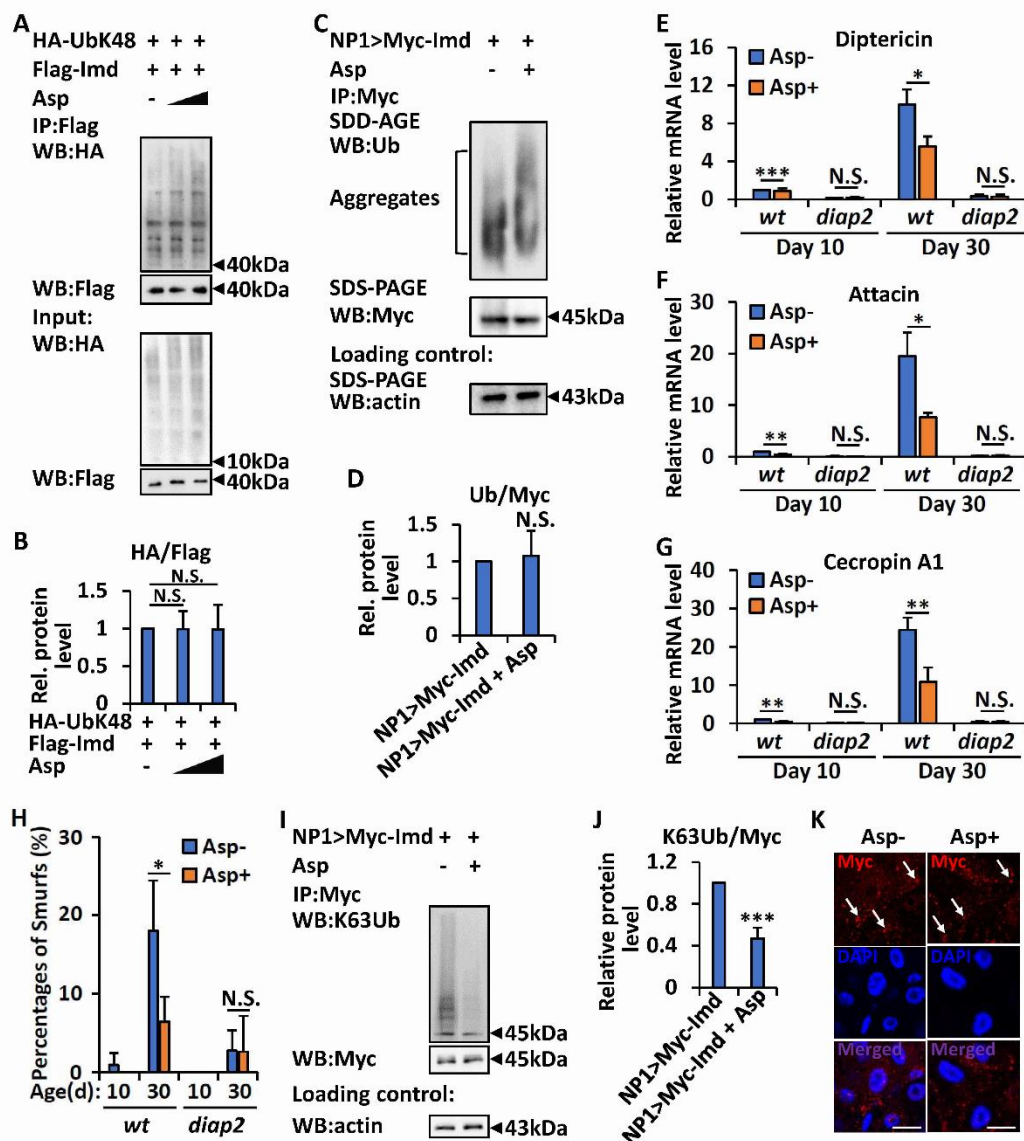 A
HA-UbK48 + + +
Flag-Imd + + +
Asp -
IP:Flag
WB:HA
40kDa
WB:Flag 40kDa
Input:
WB:HA
10kDa
WB:Flag 40kDa
B
HA/Flag
N.S.
N.S.
Rel. protein level
1.5
1
0.5
0
HA-UbK48 + + +
Flag-Imd + + +
Asp -
C
NP1>Myc-Imd + +
Asp - +
IP:Myc
SDD-AGE
WB:Ub
Aggregates
SDS-PAGE
WB:Myc 45kDa
Loading control:
SDS-PAGE
WB:actin 43kDa
D
Ub/Myc
N.S.
Rel. protein level
1.5
1
0.5
0
NP1>Myc-Imd
NP1>Myc-Imd + Asp
E
Diptericin
Relative mRNA level
16
12
8
4
0
Asp-
Asp+
*** N.S. * N.S.
wt diap2 wt diap2
Day 10 Day 30
F
Attacin
Relative mRNA level
30
20
10
0
Asp-
Asp+
** N.S. * N.S.
wt diap2 wt diap2
Day 10 Day 30
G
Cecropin A1
Relative mRNA level
40
30
20
10
0
Asp-
Asp+
** N.S. ** N.S.
wt diap2 wt diap2
Day 10 Day 30
H
Percentages of Smurfs (%)
30
20
10
0
Asp-
Asp+
* N.S.
Age(d): 10 30 10 30
wt diap2
I
NP1>Myc-Imd + +
Asp - +
IP:Myc
WB:K63Ub
45kDa
WB:Myc 45kDa
Loading control:
WB:actin 43kDa
J
K63Ub/Myc
Relative protein level
1.2
0.8
0.4
0
***
NP1>Myc-Imd
NP1>Myc-Imd + Asp
K
Asp- Asp+
Myc Myc
DAPI DAPI
Merged Merged